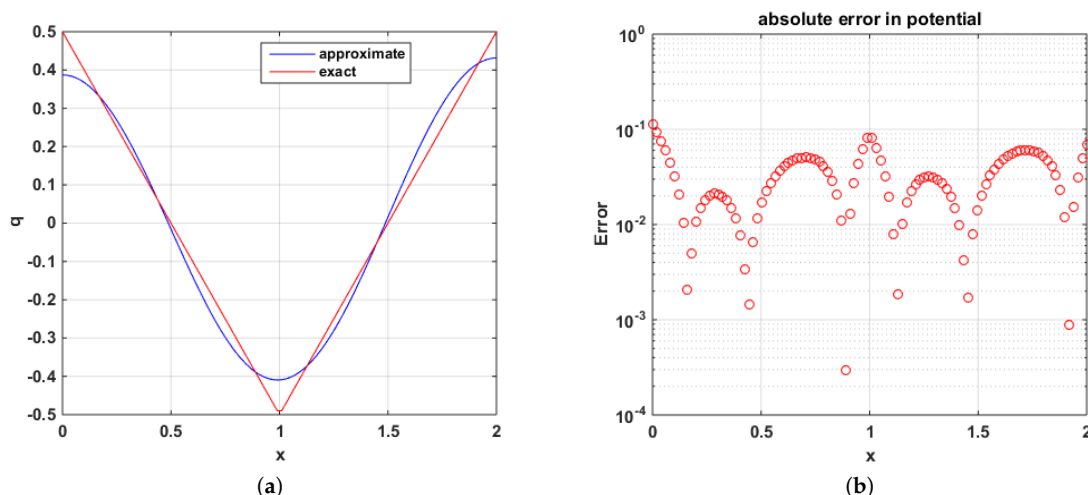 absolute error in potential
0.5
0.4
0.3
0.2
0.1
0
-0.1
-0.2
-0.3
-0.4
-0.5
q
approximate
exact
0 0.5 1 1.5 2
x
(a)
10^0
10^-1
10^-2
10^-3
10^-4
Error
0 0.5 1 1.5 2
x
(b)